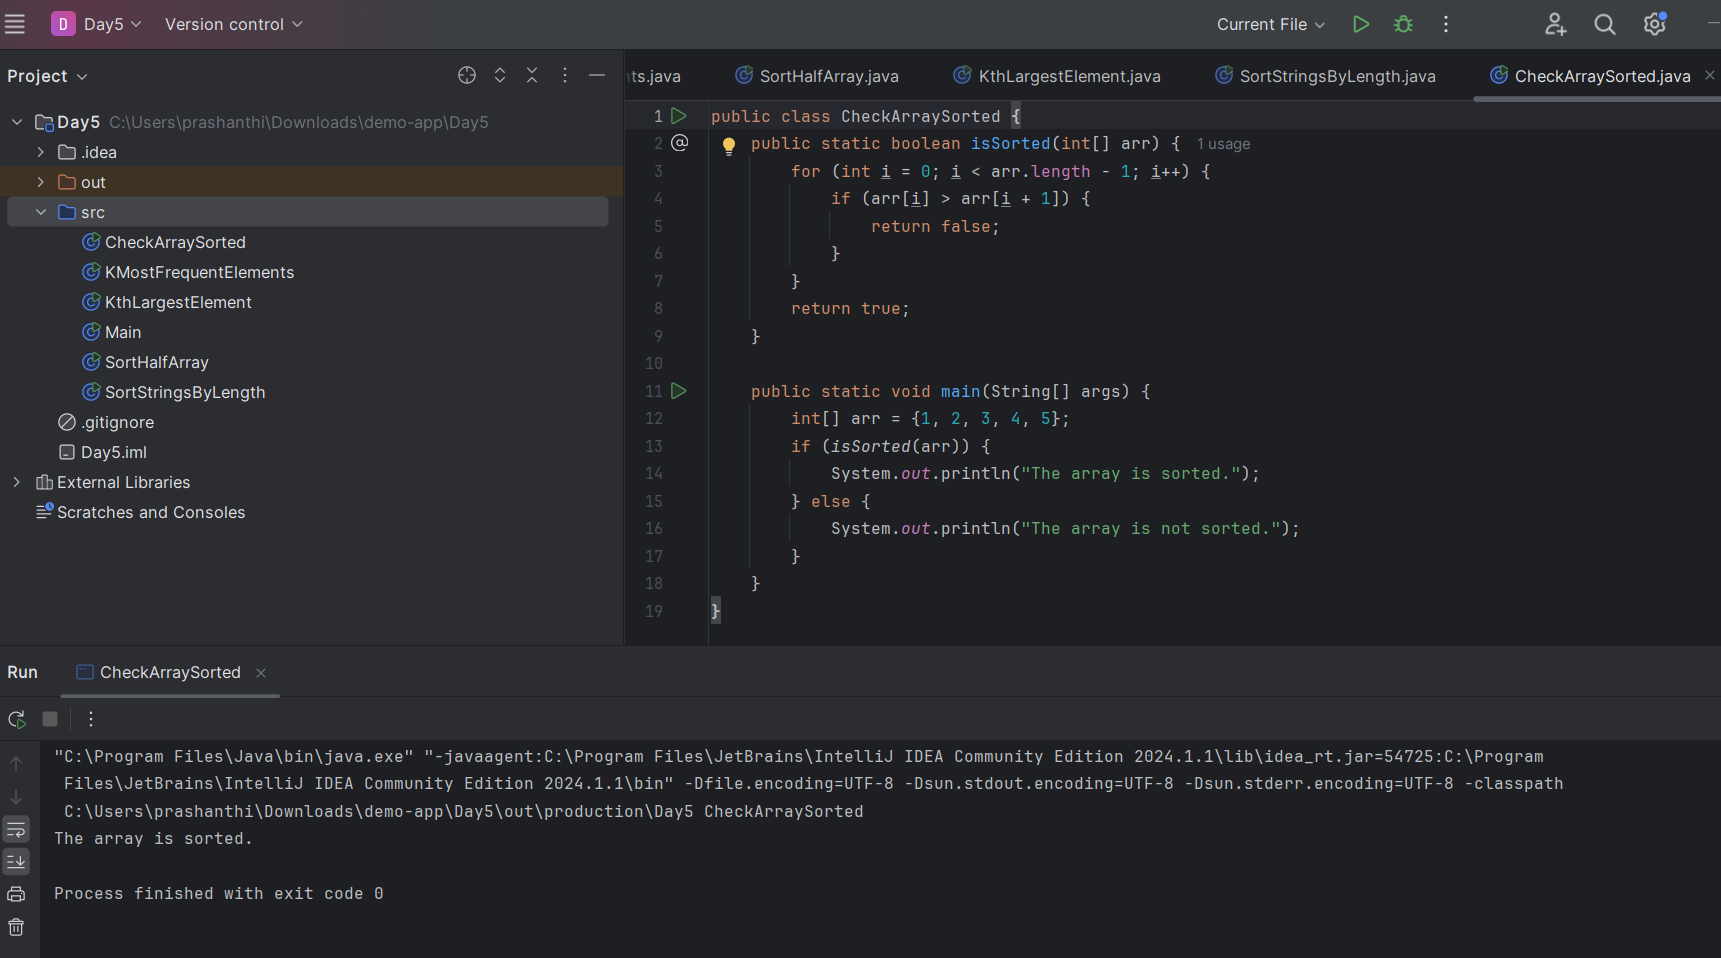 D Day5 Version control Current File
Project
ts.java SortHalfArray.java KthLargestElement.java SortStringsByLength.java CheckArraySorted.java
Day5 C:\Users\prashanthi\Downloads\demo-app\Day5
.idea
out
src
CheckArraySorted
KMostFrequentElements
KthLargestElement
Main
SortHalfArray
SortStringsByLength
.gitignore
Day5.iml
External Libraries
Scratches and Consoles
1 public class CheckArraySorted {
2 @ public static boolean isSorted(int[] arr) { 1 usage
3 for (int i = 0; i < arr.length - 1; i++) {
4 if (arr[i] > arr[i + 1]) {
5 return false;
6 }
7 }
8 return true;
9 }
10
11 public static void main(String[] args) {
12 int[] arr = {1, 2, 3, 4, 5};
13 if (isSorted(arr)) {
14 System.out.println("The array is sorted.");
15 } else {
16 System.out.println("The array is not sorted.");
17 }
18 }
19 }
Run CheckArraySorted
"C:\Program Files\Java\bin\java.exe" "-javaagent:C:\Program Files\JetBrains\IntelliJ IDEA Community Edition 2024.1.1\lib\idea_rt.jar=54725:C:\Program
Files\JetBrains\IntelliJ IDEA Community Edition 2024.1.1\bin" -Dfile.encoding=UTF-8 -Dsun.stdout.encoding=UTF-8 -Dsun.stderr.encoding=UTF-8 -classpath
C:\Users\prashanthi\Downloads\demo-app\Day5\out\production\Day5 CheckArraySorted
The array is sorted.
Process finished with exit code 0